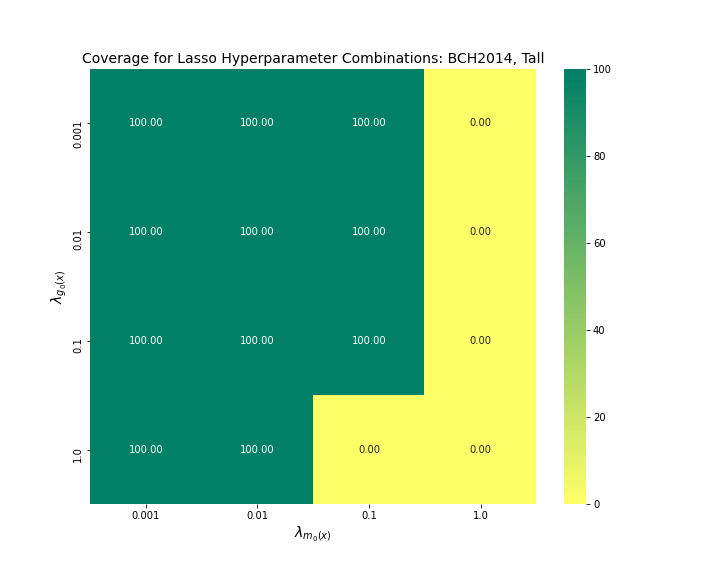 Coverage for Lasso Hyperparameter Combinations: BCH2014, Tall
100
0.001 100.00 100.00 100.00 0.00
80
0.01 100.00 100.00 100.00 0.00
60
λg₀(x)
40
0.1 100.00 100.00 100.00 0.00
20
1.0 100.00 100.00 0.00 0.00
0
0.001 0.01 0.1 1.0
λm₀(x)